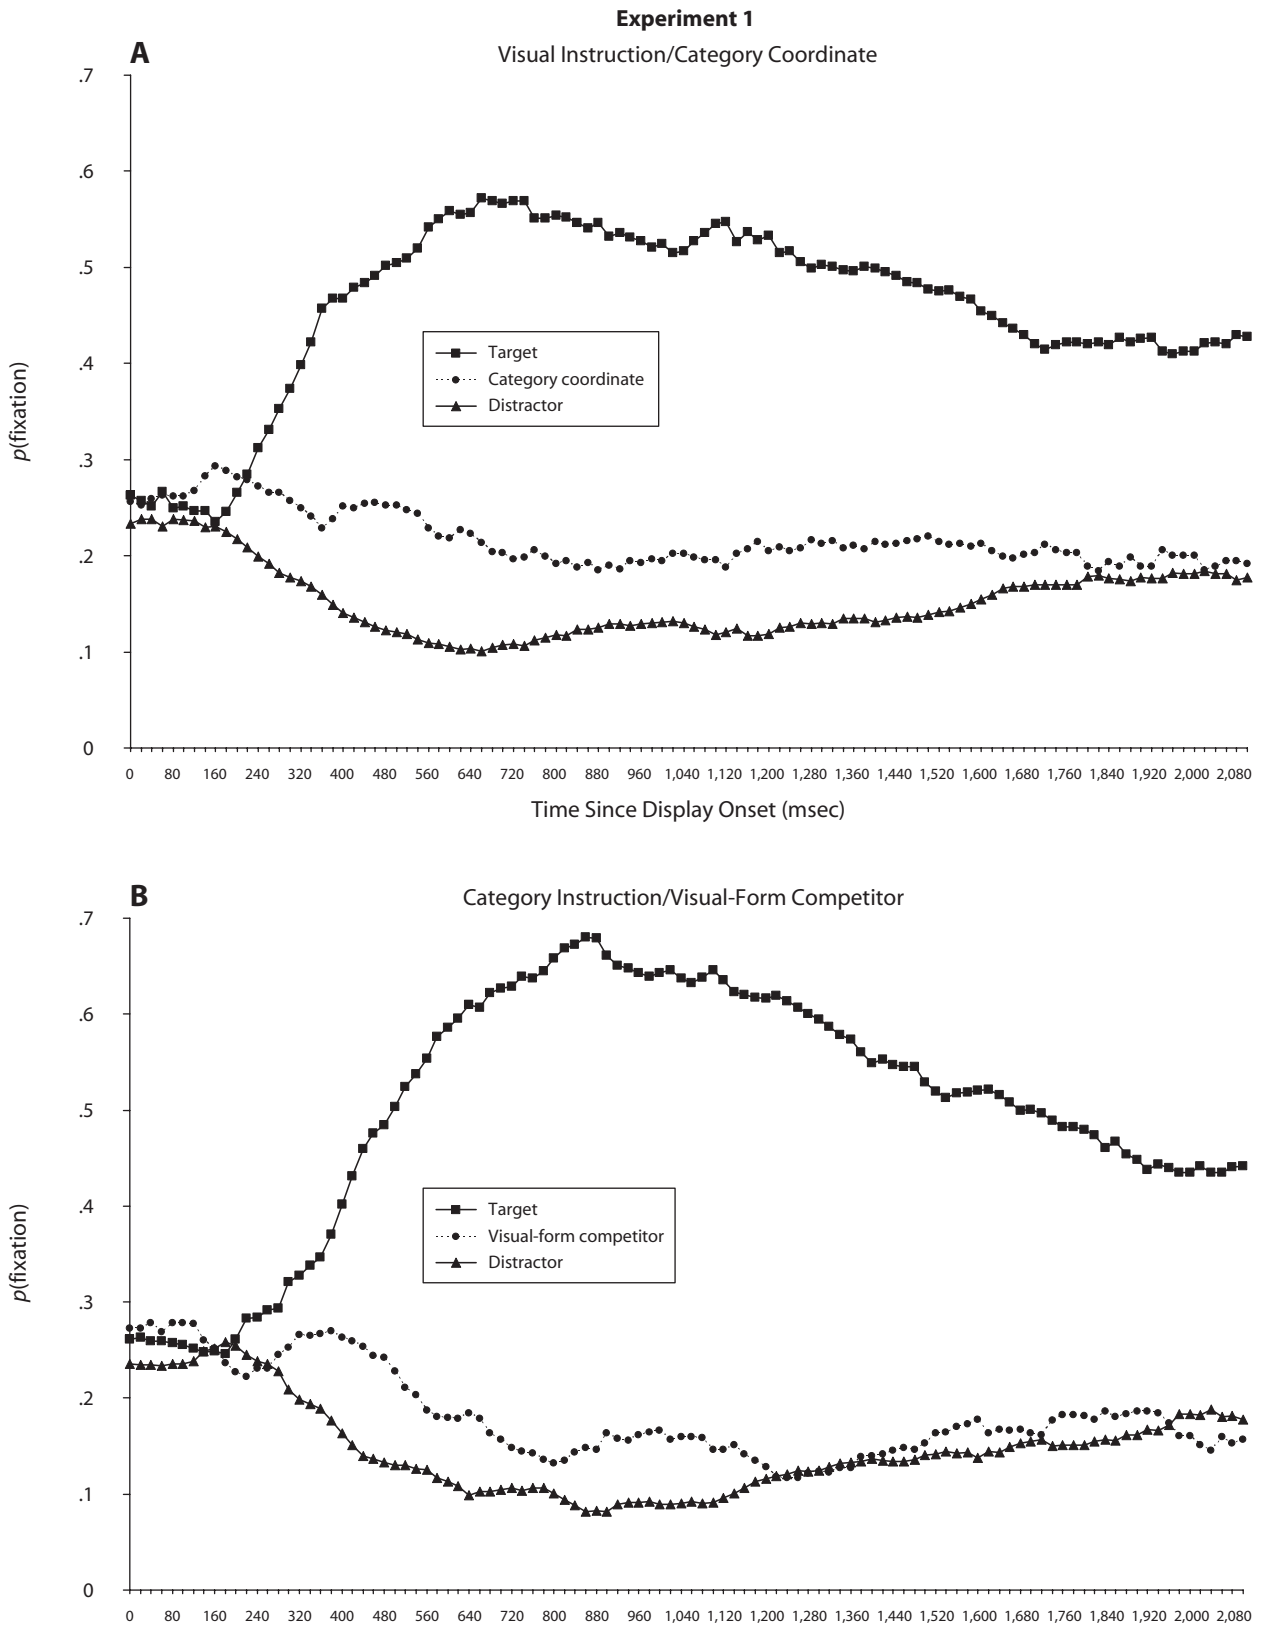 Experiment 1
A
Visual Instruction/Category Coordinate
.7
.6
.5
.4
.3
.2
.1
0
p(fixation)
Target
Category coordinate
Distractor
0 80 160 240 320 400 480 560 640 720 800 880 960 1,040 1,120 1,200 1,280 1,360 1,440 1,520 1,600 1,680 1,760 1,840 1,920 2,000 2,080
Time Since Display Onset (msec)
B
Category Instruction/Visual-Form Competitor
.7
.6
.5
.4
.3
.2
.1
0
p(fixation)
Target
Visual-form competitor
Distractor
0 80 160 240 320 400 480 560 640 720 800 880 960 1,040 1,120 1,200 1,280 1,360 1,440 1,520 1,600 1,680 1,760 1,840 1,920 2,000 2,080